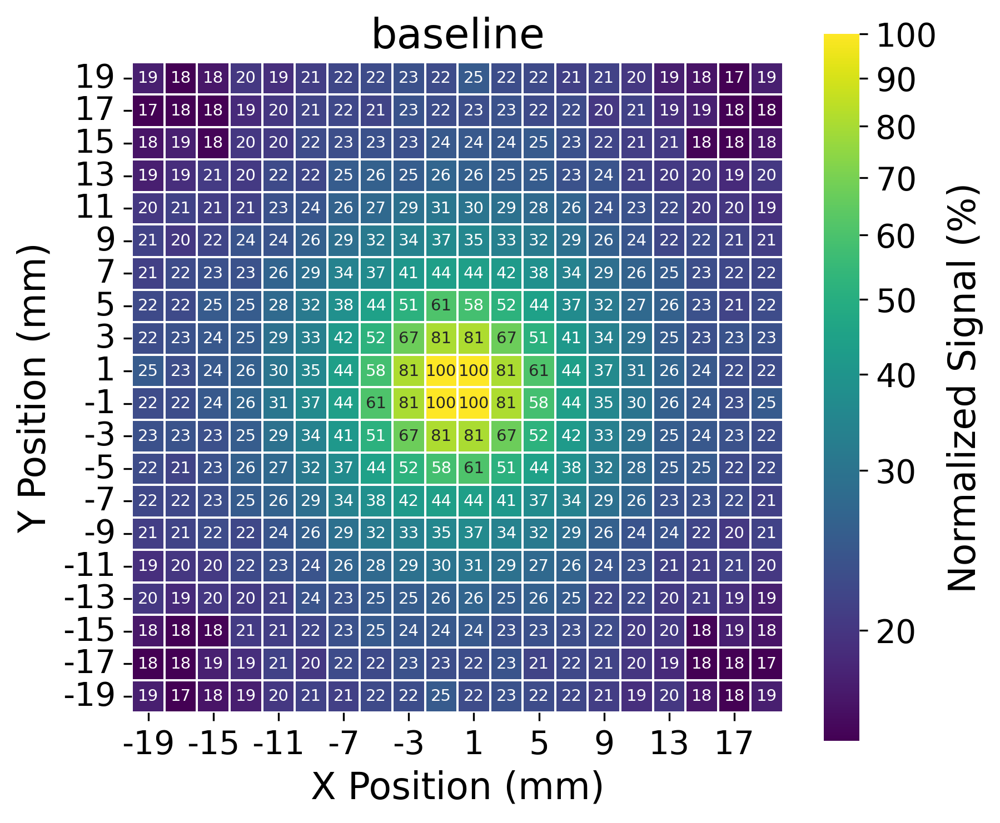 baseline
19 19 18 18 20 19 21 22 22 23 22 25 22 22 21 21 20 19 18 17 19
17 17 18 18 19 20 21 22 21 23 22 23 23 22 22 20 21 19 19 18 18
15 18 19 18 20 20 22 23 23 23 24 24 24 25 23 22 21 21 18 18 18
13 19 19 21 20 22 22 25 26 25 26 26 25 25 23 24 21 20 20 19 20
11 20 21 21 21 23 24 26 27 29 31 30 29 28 26 24 23 22 20 20 19
9 21 20 22 24 24 26 29 32 34 37 35 33 32 29 26 24 22 22 21 21
7 21 22 23 23 26 29 34 37 41 44 44 42 38 34 29 26 25 23 22 22
5 22 22 25 25 28 32 38 44 51 61 58 52 44 37 32 27 26 23 21 22
3 22 23 24 25 29 33 42 52 67 81 81 67 51 41 34 29 25 23 23 23
1 25 23 24 26 30 35 44 58 81 100 100 81 61 44 37 31 26 24 22 22
-1 22 22 24 26 31 37 44 61 81 100 100 81 58 44 35 30 26 24 23 25
-3 23 23 23 25 29 34 41 51 67 81 81 67 52 42 33 29 25 24 23 22
-5 22 21 23 26 27 32 37 44 52 58 61 51 44 38 32 28 25 25 22 22
-7 22 22 23 25 26 29 34 38 42 44 44 41 37 34 29 26 23 23 22 21
-9 21 21 22 22 24 26 29 32 33 35 37 34 32 29 26 24 24 22 20 21
-11 19 20 20 22 23 24 26 28 29 30 31 29 27 26 24 23 21 21 21 20
-13 20 19 20 20 21 24 23 25 25 26 26 25 26 25 22 22 20 21 19 19
-15 18 18 18 21 21 22 23 25 24 24 24 23 23 23 22 20 20 18 19 18
-17 18 18 19 19 21 20 22 22 23 23 22 23 21 22 21 20 19 18 18 17
-19 19 17 18 19 20 21 21 22 22 25 22 23 22 22 21 19 20 18 18 19
-19 -15 -11 -7 -3 1 5 9 13 17
X Position (mm)
Y Position (mm)
100
90
80
70
60
50
40
30
20
Normalized Signal (%)